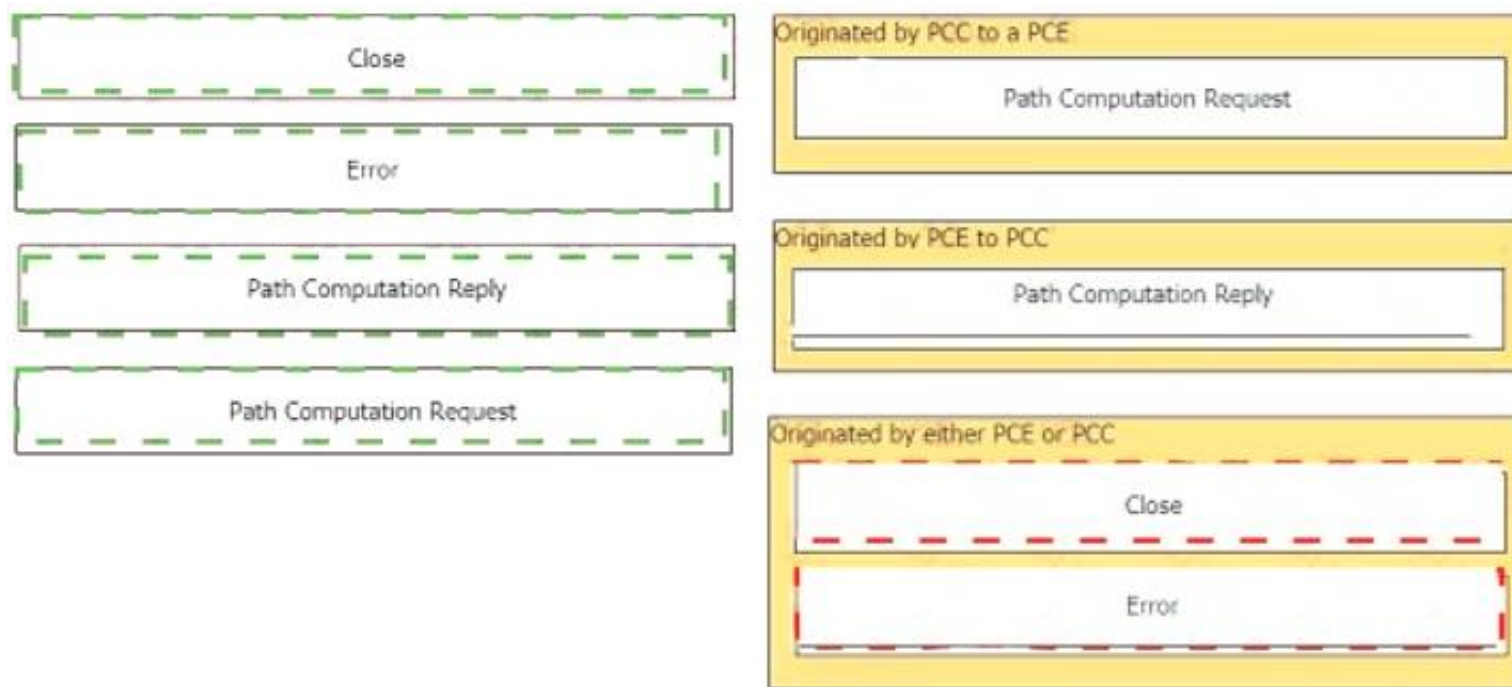 Close
Error
Path Computation Reply
Path Computation Request
Originated by PCC to a PCE
Path Computation Request
Originated by PCE to PCC
Path Computation Reply
Originated by either PCE or PCC
Close
Error